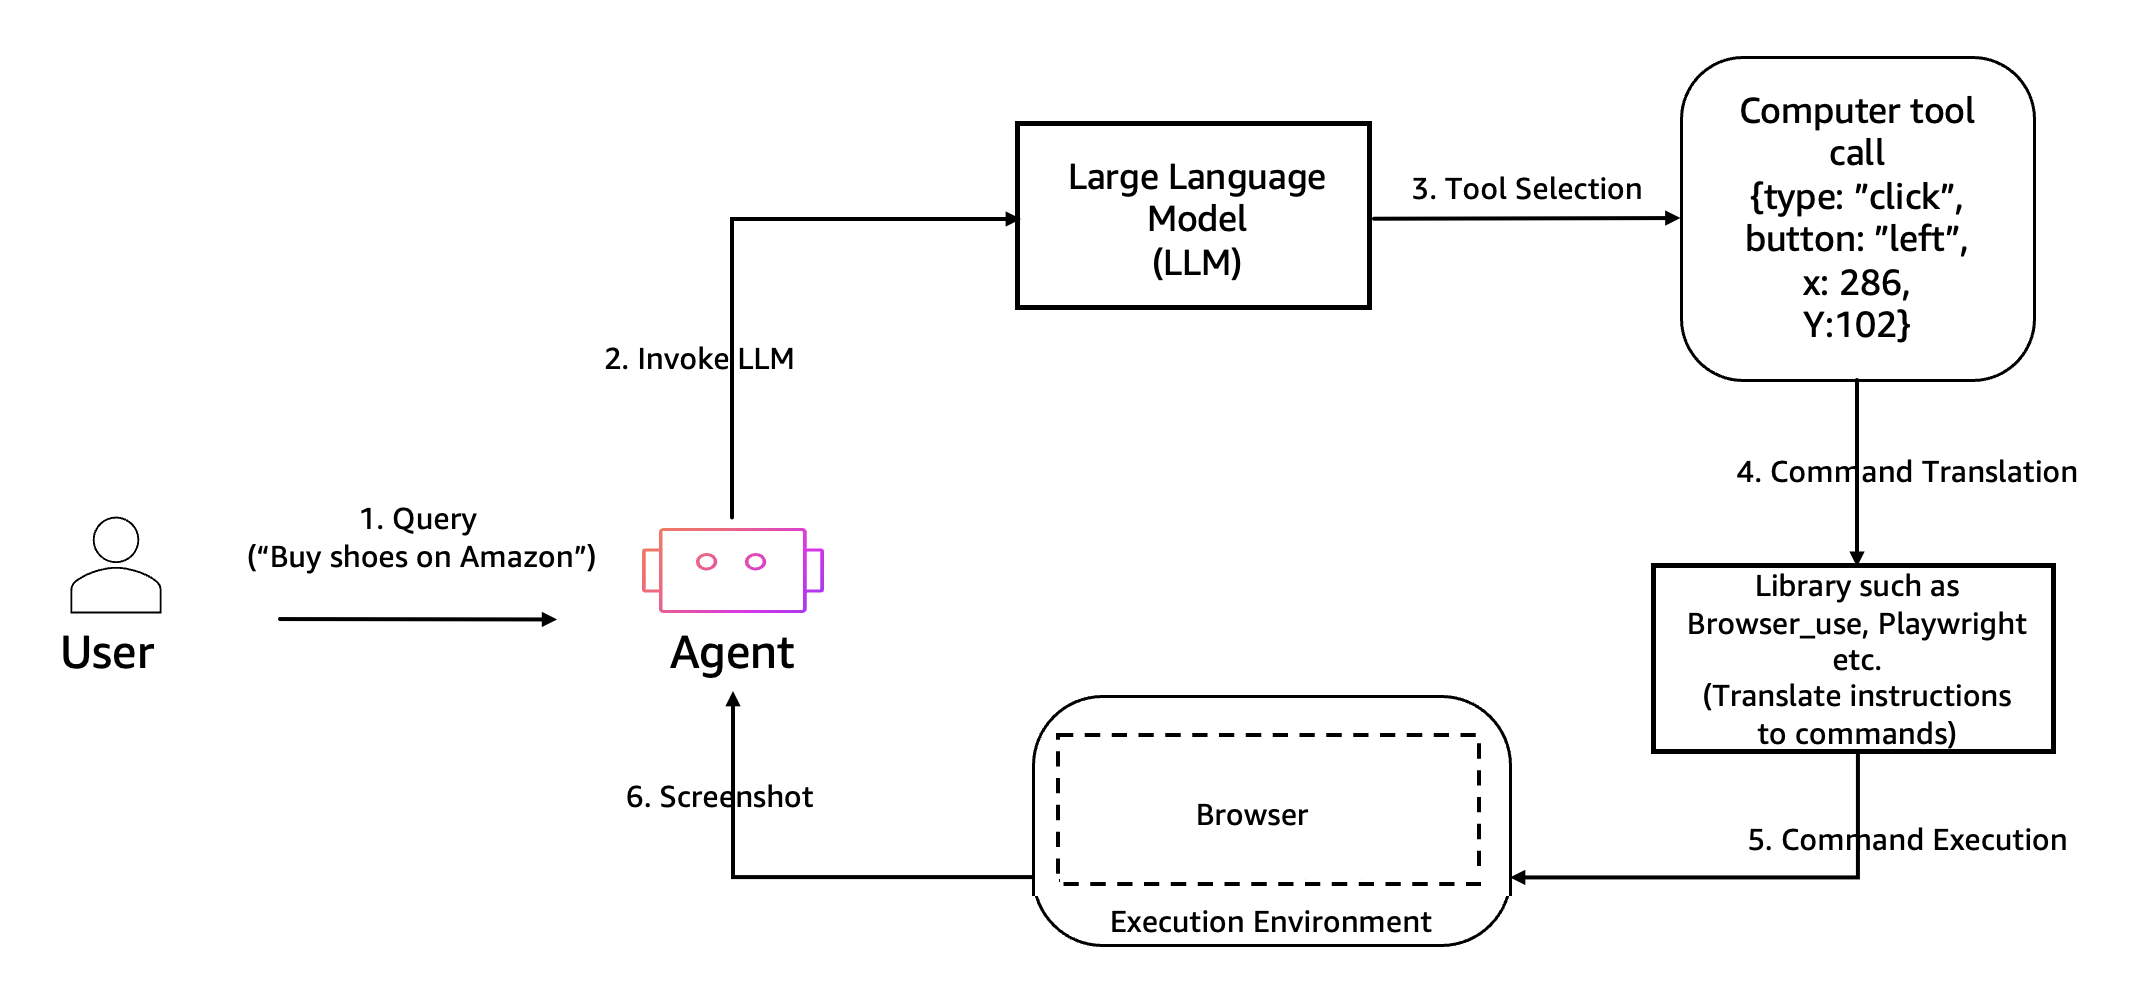 User
1. Query
(“Buy shoes on Amazon”)
Agent
2. Invoke LLM
Large Language
Model
(LLM)
3. Tool Selection
Computer tool
call
{type: ”click”,
button: ”left”,
x: 286,
Y:102}
4. Command Translation
Library such as
Browser_use, Playwright
etc.
(Translate instructions
to commands)
5. Command Execution
Browser
Execution Environment
6. Screenshot